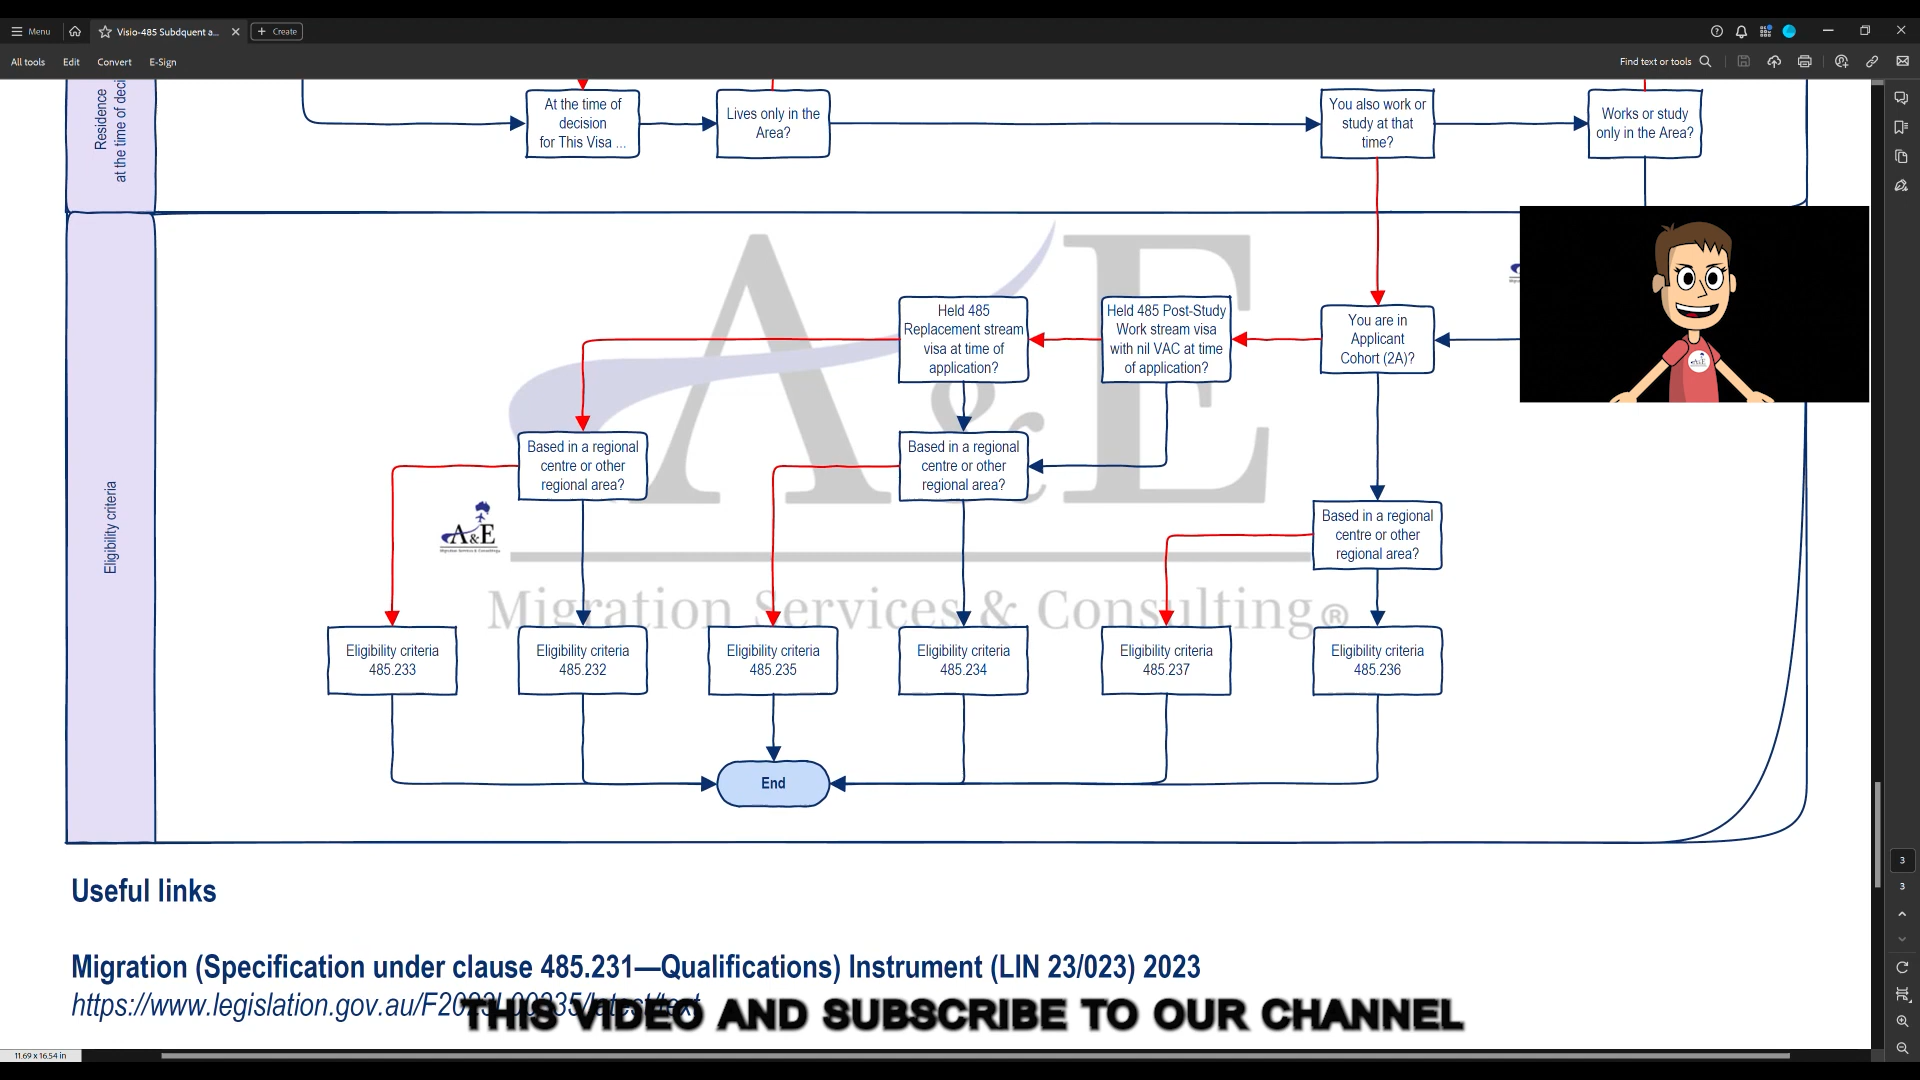 Menu
Visio-485 Subdquent a...
Create
All tools
Edit
Convert
E-Sign
Find text or tools
Residence
at the time of deci
At the time of
decision
for This Visa ...
Lives only in the
Area?
You also work or
study at that
time?
Works or study
only in the Area?
Eligibility criteria
Held 485
Replacement stream
visa at time of
application?
Held 485 Post-Study
Work stream visa
with nil VAC at time
of application?
You are in
Applicant
Cohort (2A)?
Based in a regional
centre or other
regional area?
Based in a regional
centre or other
regional area?
Based in a regional
centre or other
regional area?
A&E
Migration Services & Consulting®
A&E
Migration Services & Consulting
A&E
Eligibility criteria
485.233
Eligibility criteria
485.232
Eligibility criteria
485.235
Eligibility criteria
485.234
Eligibility criteria
485.237
Eligibility criteria
485.236
End
Useful links
Migration (Specification under clause 485.231—Qualifications) Instrument (LIN 23/023) 2023
https://www.legislation.gov.au/F2023L00235/latest/text
THIS VIDEO AND SUBSCRIBE TO OUR CHANNEL
3
3
11.69 x 16.54 in